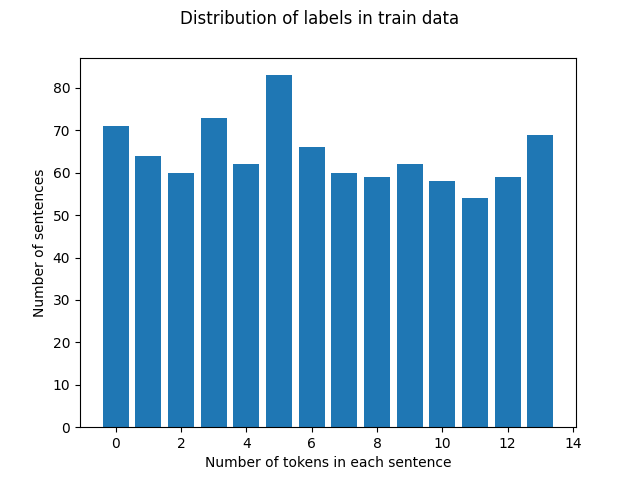 Distribution of labels in train data
80
70
60
50
40
30
20
10
0
Number of sentences
0 2 4 6 8 10 12 14
Number of tokens in each sentence